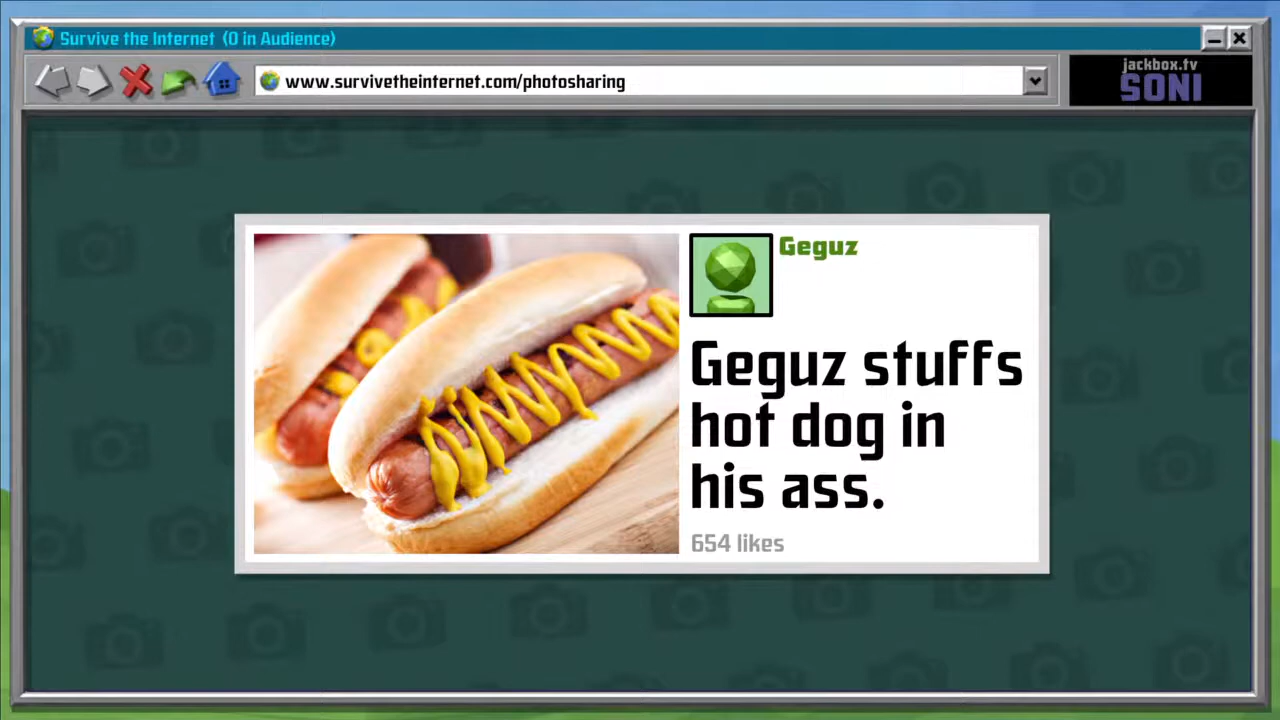 Survive the Internet (0 in Audience)
www.survivetheinternet.com/photosharing
jackbox.tv
SONI
Geguz
Geguz stuffs
hot dog in
his ass.
654 likes